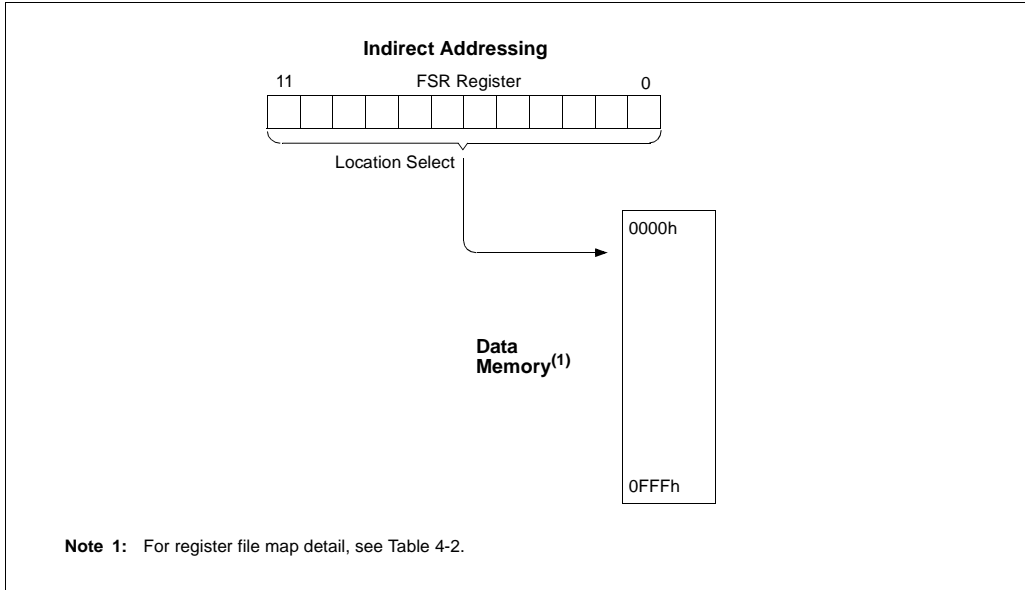 Indirect Addressing
11 FSR Register 0
Location Select
0000h
Data
Memory(1)
0FFFh
Note 1: For register file map detail, see Table 4-2.